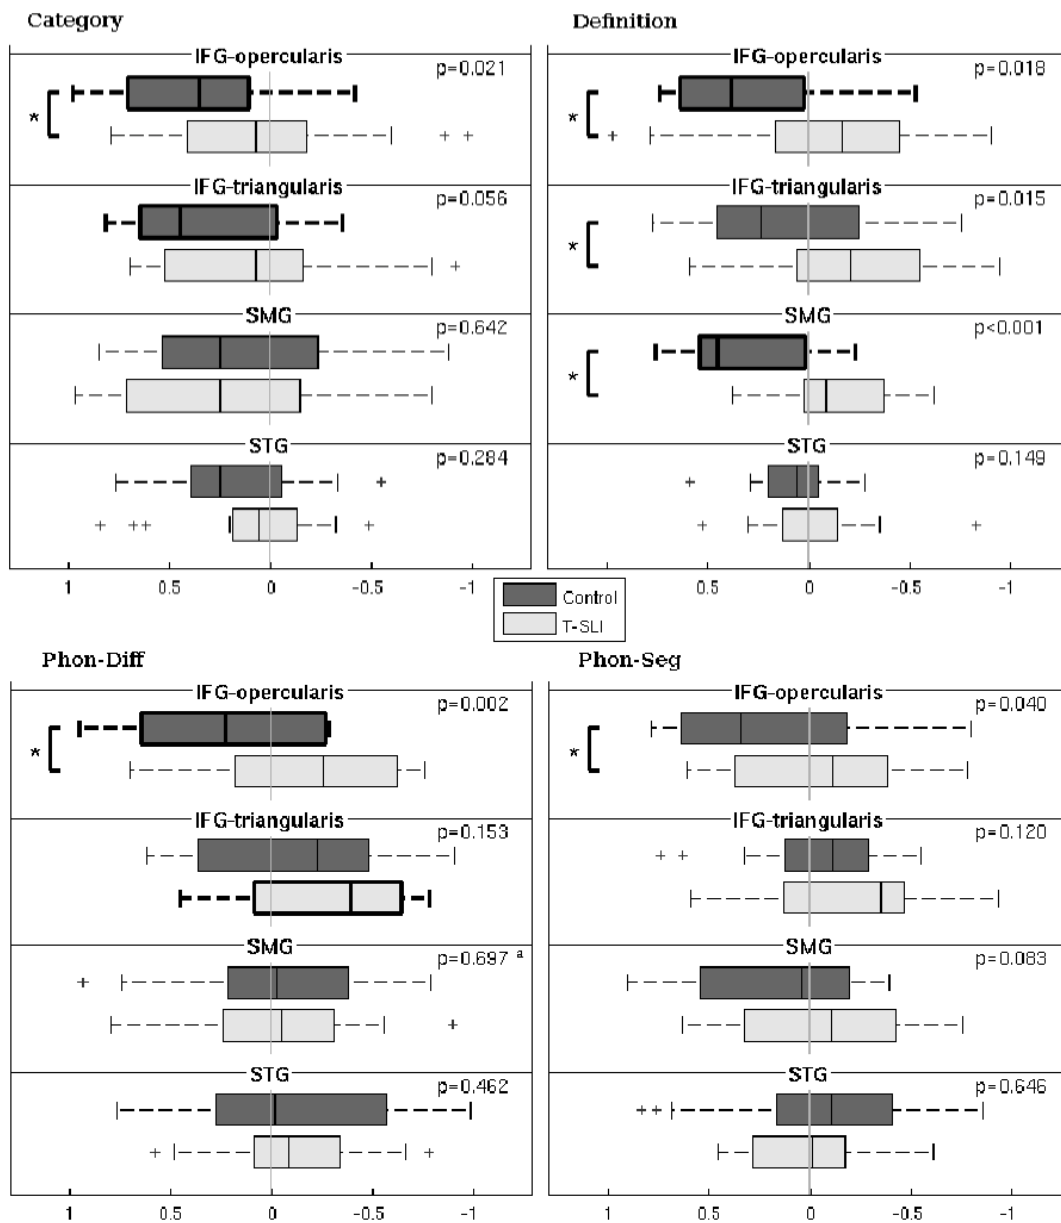 Category
IFG-opercularis
p=0.021
*
IFG-triangularis
p=0.056
SMG
p=0.642
STG
p=0.284
1 0.5 0 -0.5 -1
Definition
IFG-opercularis
p=0.018
*
IFG-triangularis
p=0.015
*
SMG
p<0.001
*
STG
p=0.149
0.5 0 -0.5 -1
Control
T-SLI
Phon-Diff
IFG-opercularis
p=0.002
*
IFG-triangularis
p=0.153
SMG
p=0.697 a
STG
p=0.462
1 0.5 0 -0.5 -1
Phon-Seg
IFG-opercularis
p=0.040
*
IFG-triangularis
p=0.120
SMG
p=0.083
STG
p=0.646
1 0.5 0 -0.5 -1